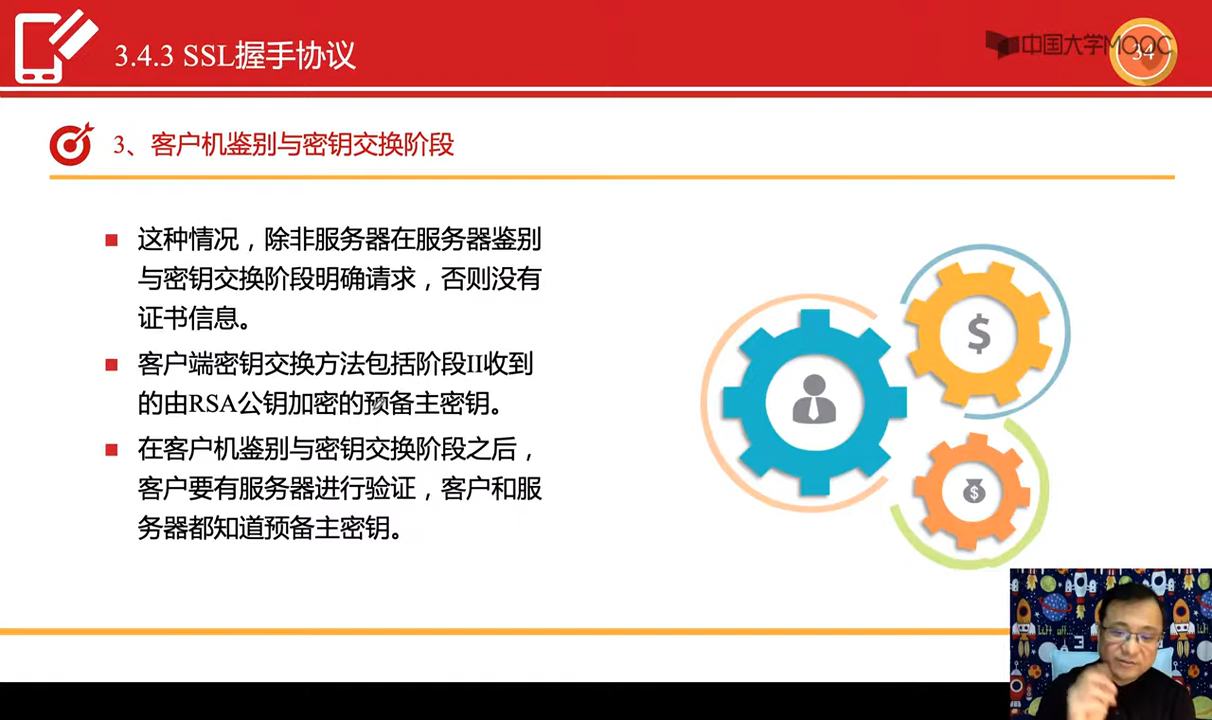 3.4.3 SSL握手协议
中国大学MOOC
34
3、客户机鉴别与密钥交换阶段
这种情况，除非服务器在服务器鉴别
与密钥交换阶段明确请求，否则没有
证书信息。
客户端密钥交换方法包括阶段II收到
的由RSA公钥加密的预备主密钥。
在客户机鉴别与密钥交换阶段之后，
客户要有服务器进行验证，客户和服
务器都知道预备主密钥。
$
$